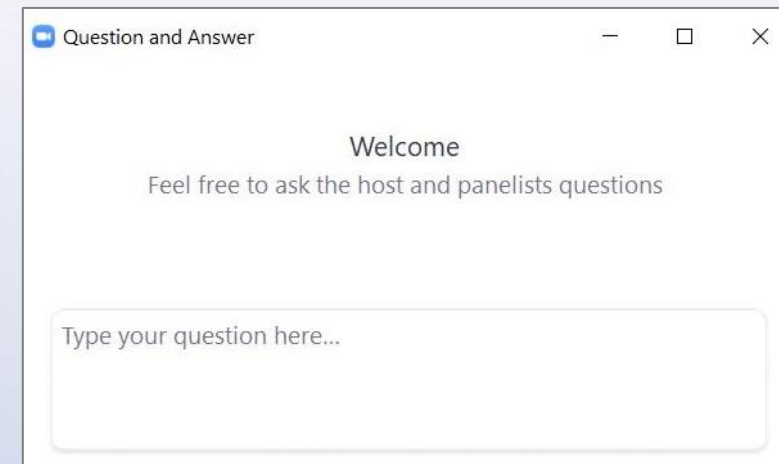 Question and Answer
Welcome
Feel free to ask the host and panelists questions
Type your question here...